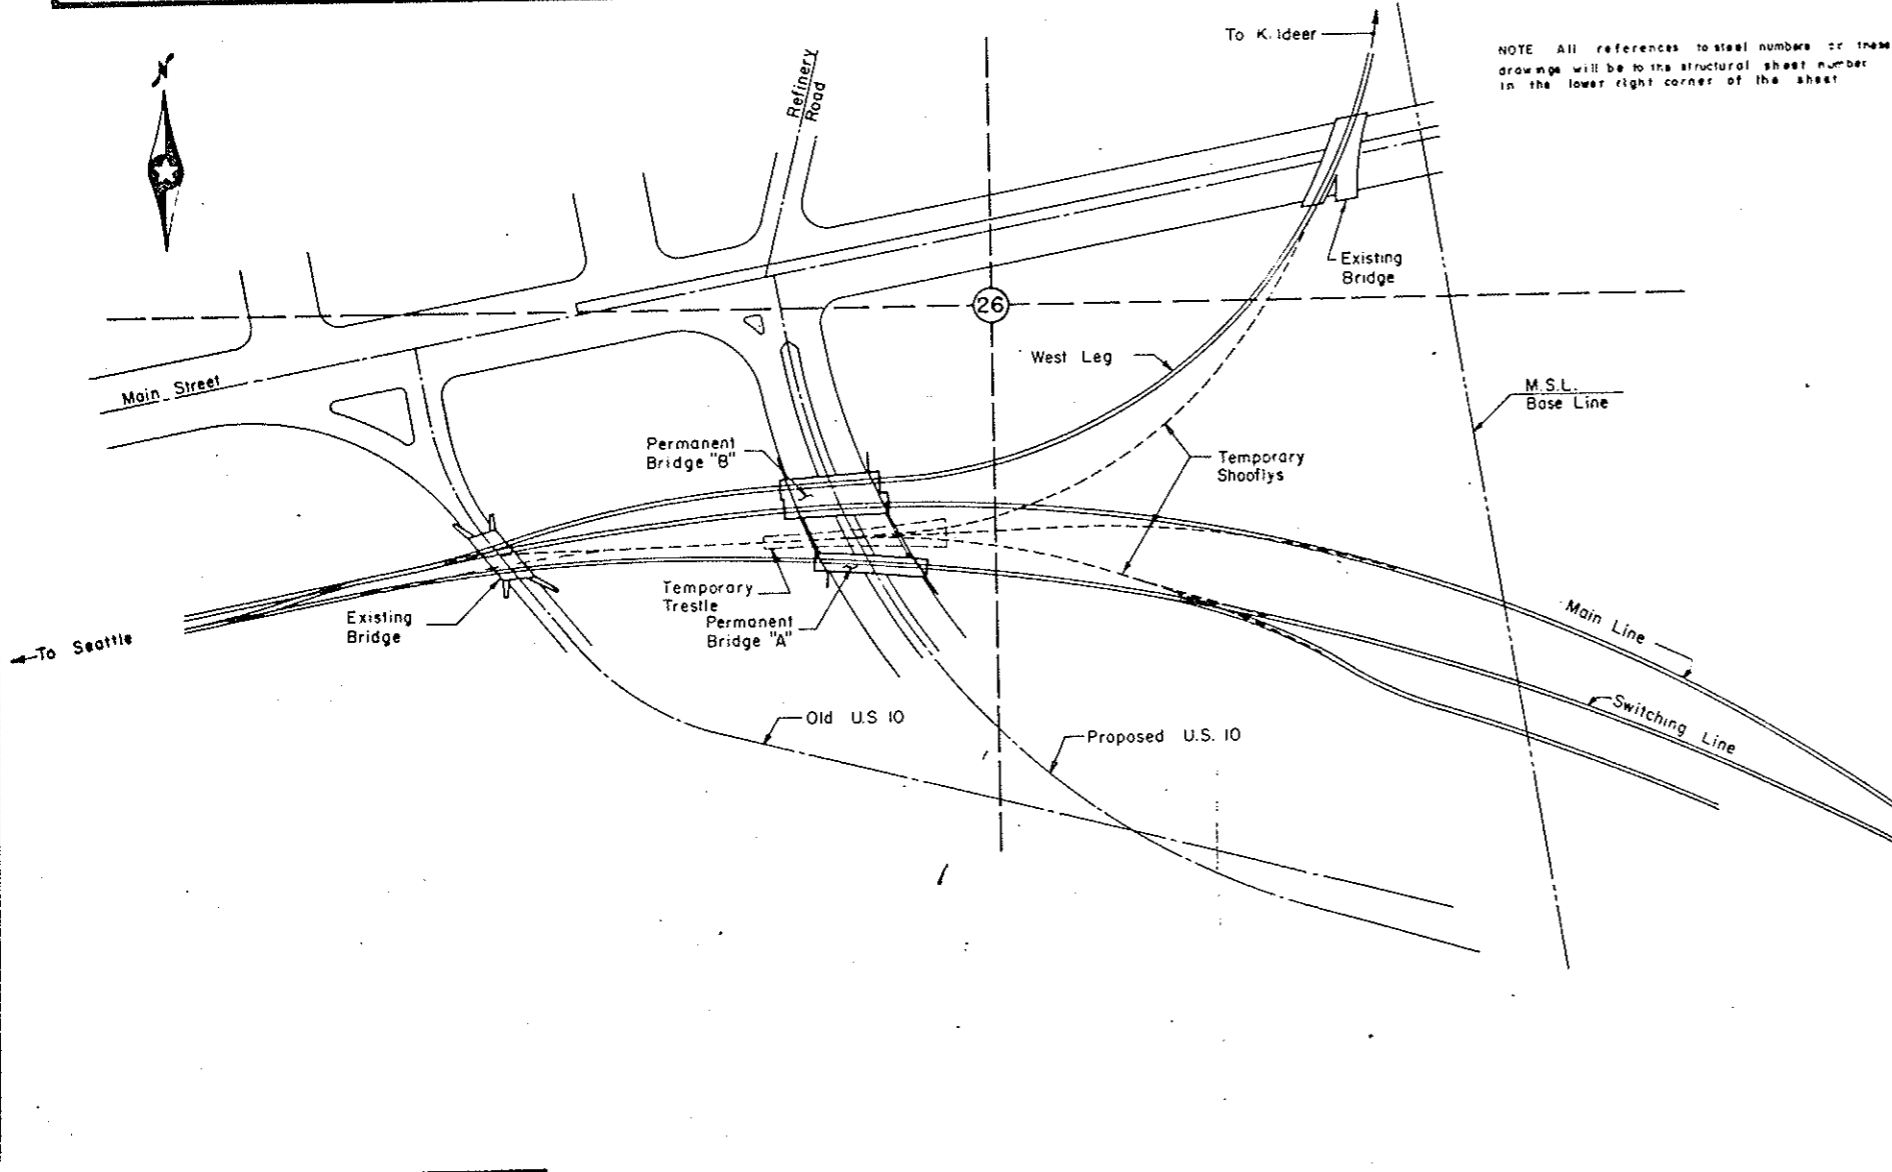 To K.Ideer
NOTE All references to steel numbers or these
drawings will be to the structural sheet number
in the lower right corner of the sheet
N
Refinery
Road
Existing
Bridge
26
West Leg
Main Street
M.S.L.
Base Line
Permanent
Bridge "B"
Temporary
Shooflys
Temporary
Trestle
Permanent
Bridge "A"
Existing
Bridge
To Seattle
Main Line
Switching Line
Old U.S 10
Proposed U.S. 10